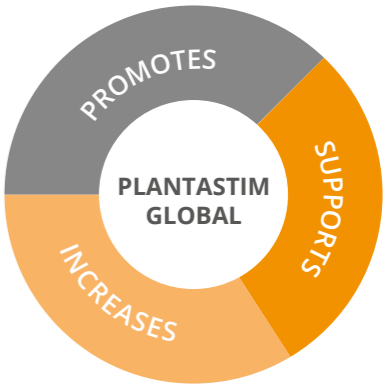 PROMOTES
SUPPORTS
PLANTASTIM
GLOBAL
INCREASES